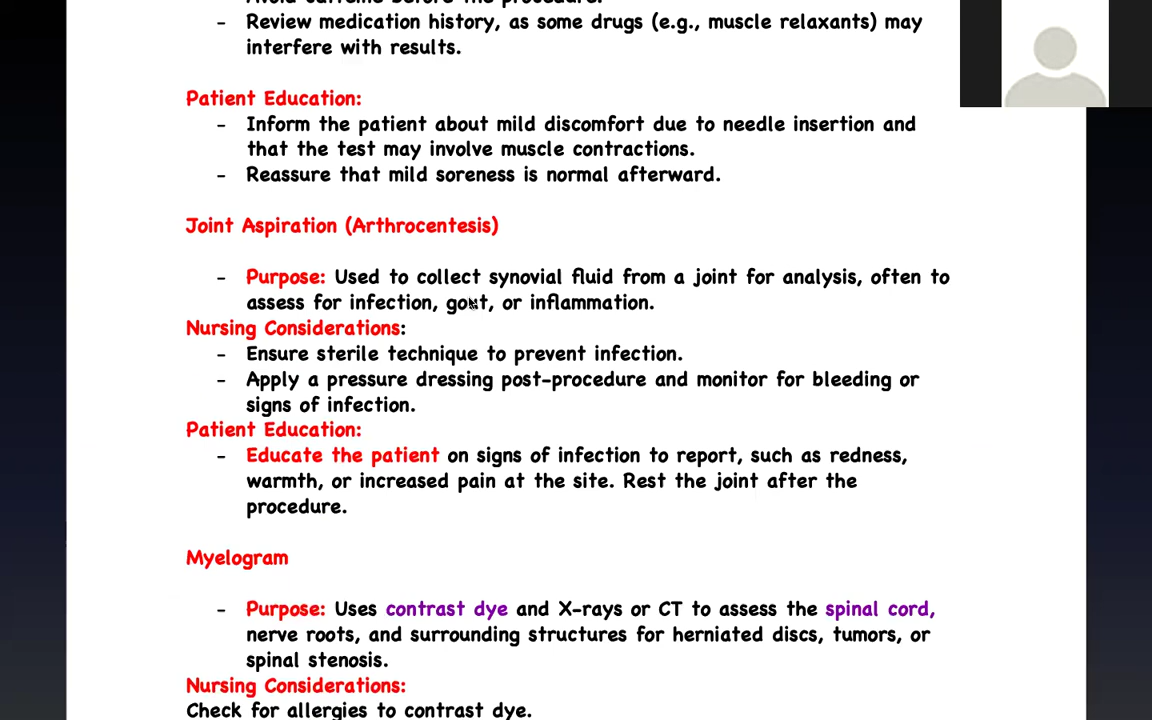 - Review medication history, as some drugs (e.g., muscle relaxants) may
interfere with results.
Patient Education:
- Inform the patient about mild discomfort due to needle insertion and
that the test may involve muscle contractions.
- Reassure that mild soreness is normal afterward.
Joint Aspiration (Arthrocentesis)
- Purpose: Used to collect synovial fluid from a joint for analysis, often to
assess for infection, gout, or inflammation.
Nursing Considerations:
- Ensure sterile technique to prevent infection.
- Apply a pressure dressing post-procedure and monitor for bleeding or
signs of infection.
Patient Education:
- Educate the patient on signs of infection to report, such as redness,
warmth, or increased pain at the site. Rest the joint after the
procedure.
Myelogram
- Purpose: Uses contrast dye and X-rays or CT to assess the spinal cord,
nerve roots, and surrounding structures for herniated discs, tumors, or
spinal stenosis.
Nursing Considerations:
Check for allergies to contrast dye.